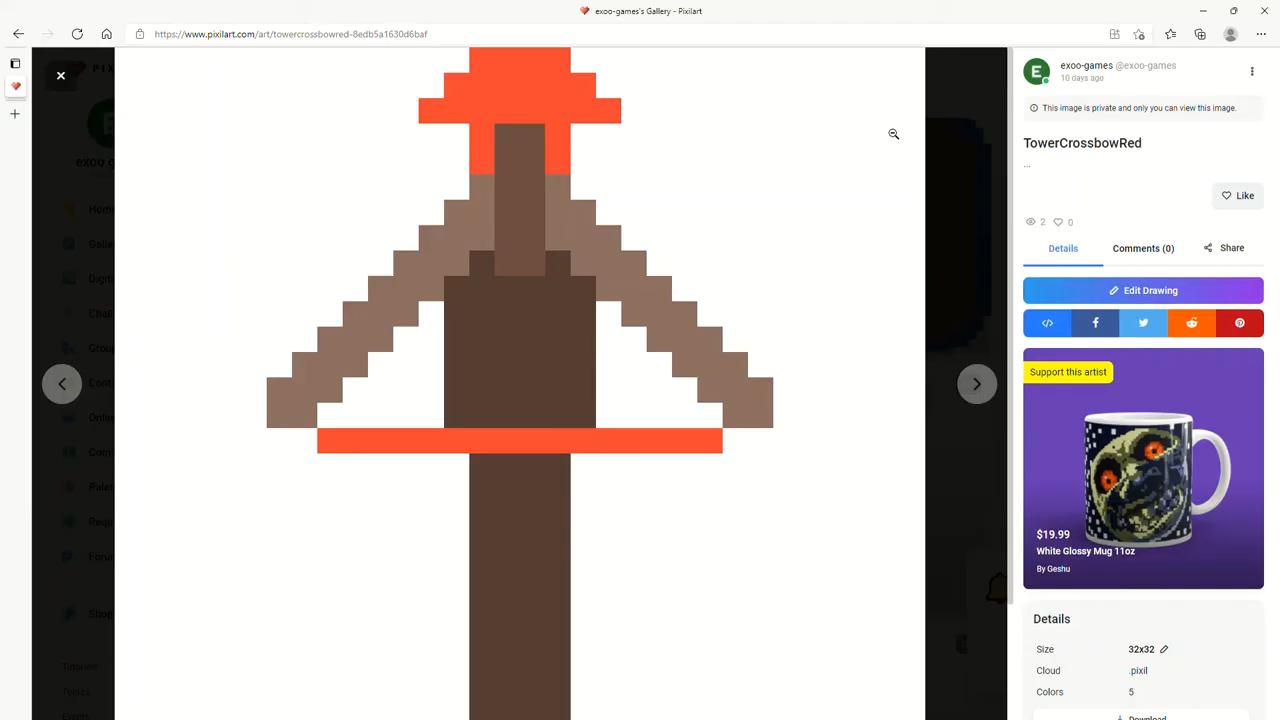 exoo-games's Gallery - Pixilart
https://www.pixilart.com/art/towercrossbowred-8edb5a1630d6baf
exoo-games @exoo-games
10 days ago
This image is private and only you can view this image.
TowerCrossbowRed
...
Like
2 0
Details Comments (0) Share
Edit Drawing
Support this artist
$19.99
White Glossy Mug 11oz
By Geshu
Details
Size 32x32
Cloud .pixil
Colors 5
Download